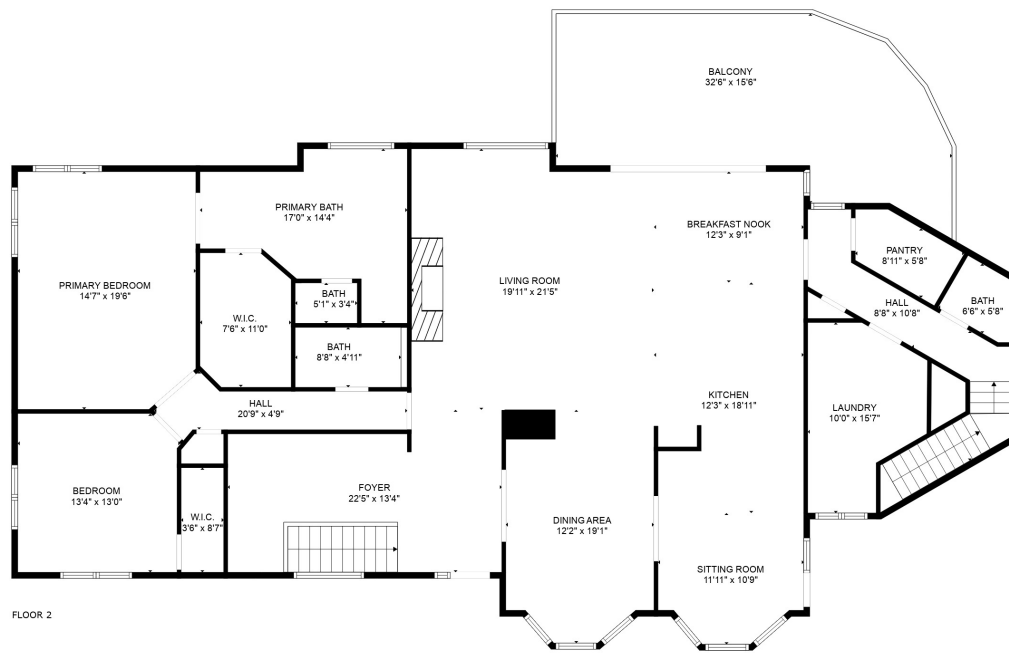 BALCONY
32'6" x 15'6"
PRIMARY BATH
17'0" x 14'4"
BREAKFAST NOOK
12'3" x 9'1"
PANTRY
8'11" x 5'8"
PRIMARY BEDROOM
14'7" x 19'6"
LIVING ROOM
19'11" x 21'5"
BATH
5'1" x 3'4"
HALL
8'8" x 10'8"
BATH
6'6" x 5'8"
W.I.C.
7'6" x 11'0"
BATH
8'8" x 4'11"
HALL
20'9" x 4'9"
KITCHEN
12'3" x 18'11"
LAUNDRY
10'0" x 15'7"
BEDROOM
13'4" x 13'0"
W.I.C.
3'6" x 8'7"
FOYER
22'5" x 13'4"
DINING AREA
12'2" x 19'1"
SITTING ROOM
11'11" x 10'9"
FLOOR 2